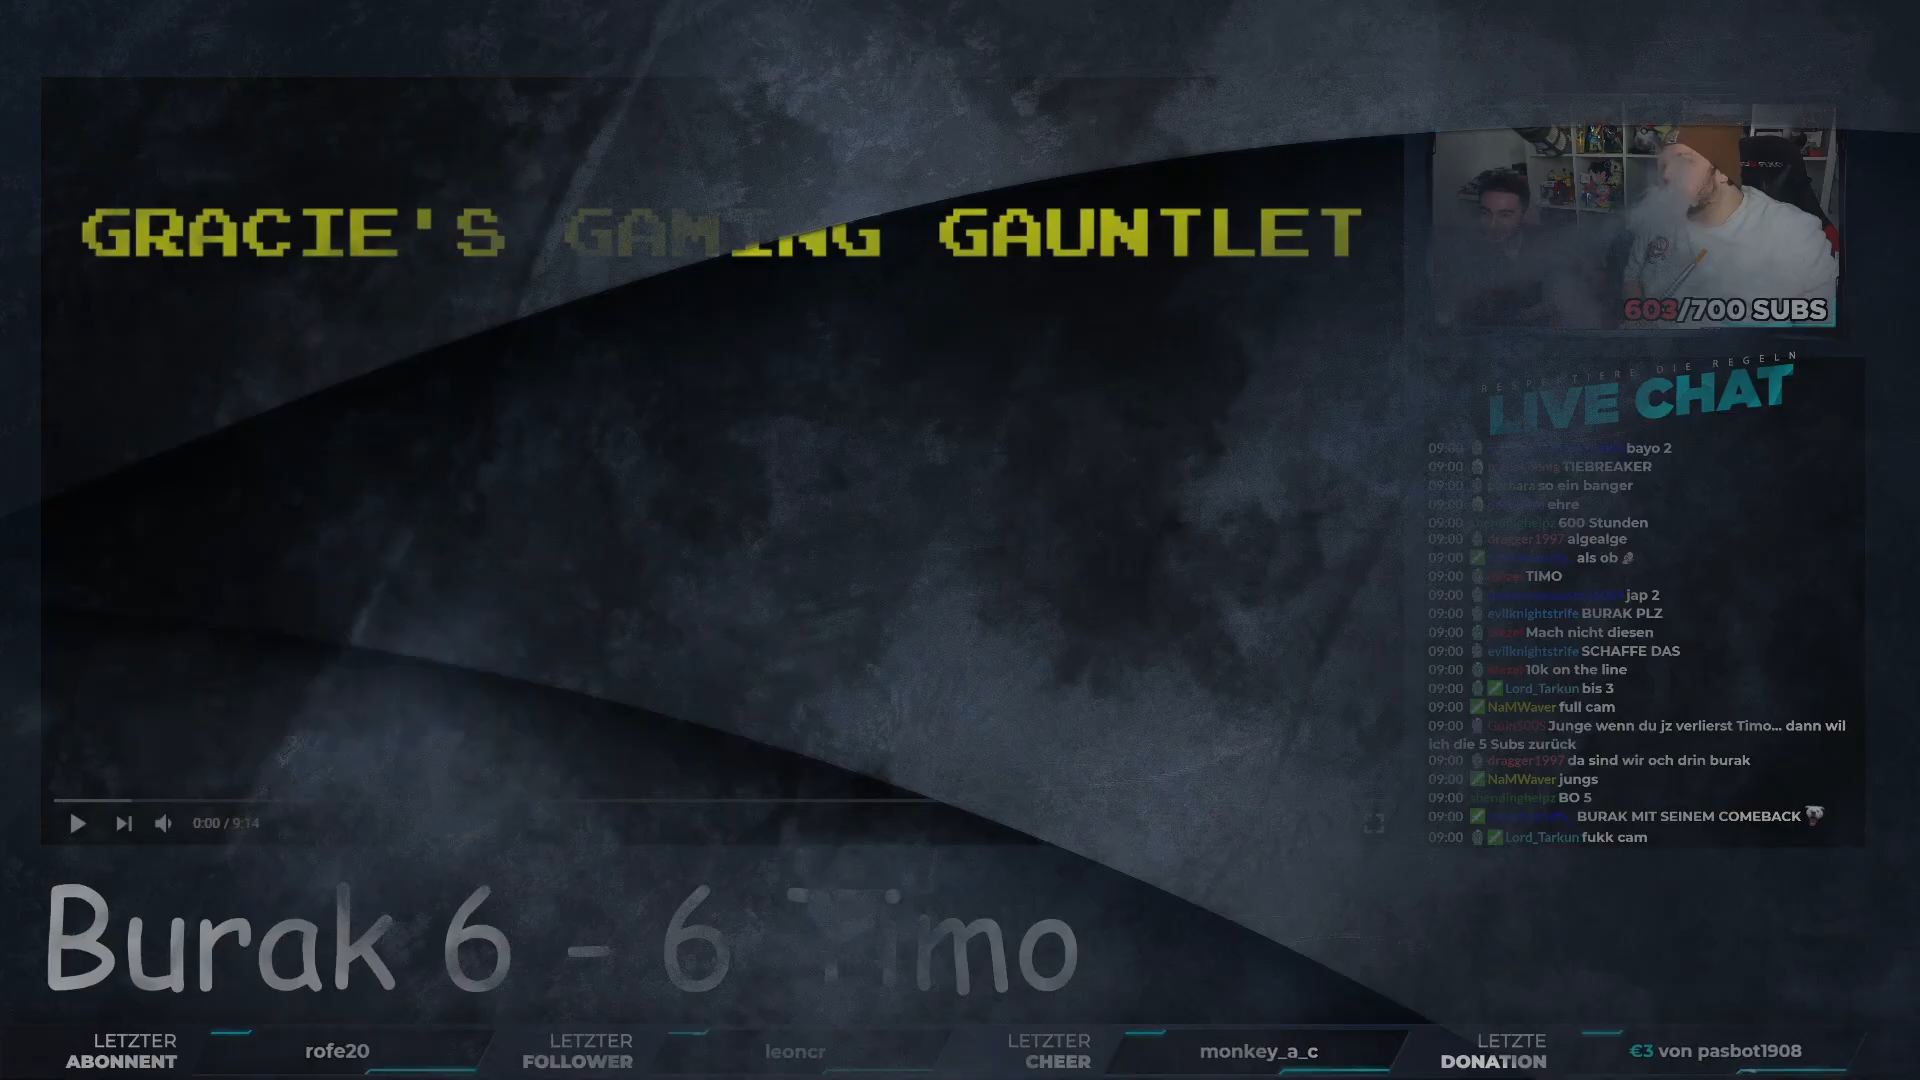 GRACIE'S GAMING GAUNTLET
603/700 SUBS
RESPEKTIERE DIE REGELN
LIVE CHAT
09:00 bayo 2
09:00 TIEBREAKER
09:00 so ein banger
09:00 ehre
09:00 600 Stunden
09:00 dragger1997 algealge
09:00 als ob
09:00 TIMO
09:00 jap 2
09:00 evilknightstrife BURAK PLZ
09:00 Mach nicht diesen
09:00 evilknightstrife SCHAFFE DAS
09:00 10k on the line
09:00 Lord_Tarkun bis 3
09:00 NaMWaver full cam
09:00 Junge wenn du jz verlierst Timo... dann wil
ich die 5 Subs zurück
09:00 dragger1997 da sind wir och drin burak
09:00 NaMWaver jungs
09:00 BO 5
09:00 BURAK MIT SEINEM COMEBACK
09:00 Lord_Tarkun fukk cam
0:00 / 9:14
Burak 6 - 6 Timo
LETZTER
ABONNENT
rofe20
LETZTER
FOLLOWER
leoncr
LETZTER
CHEER
monkey_a_c
LETZTE
DONATION
€3 von pasbot1908